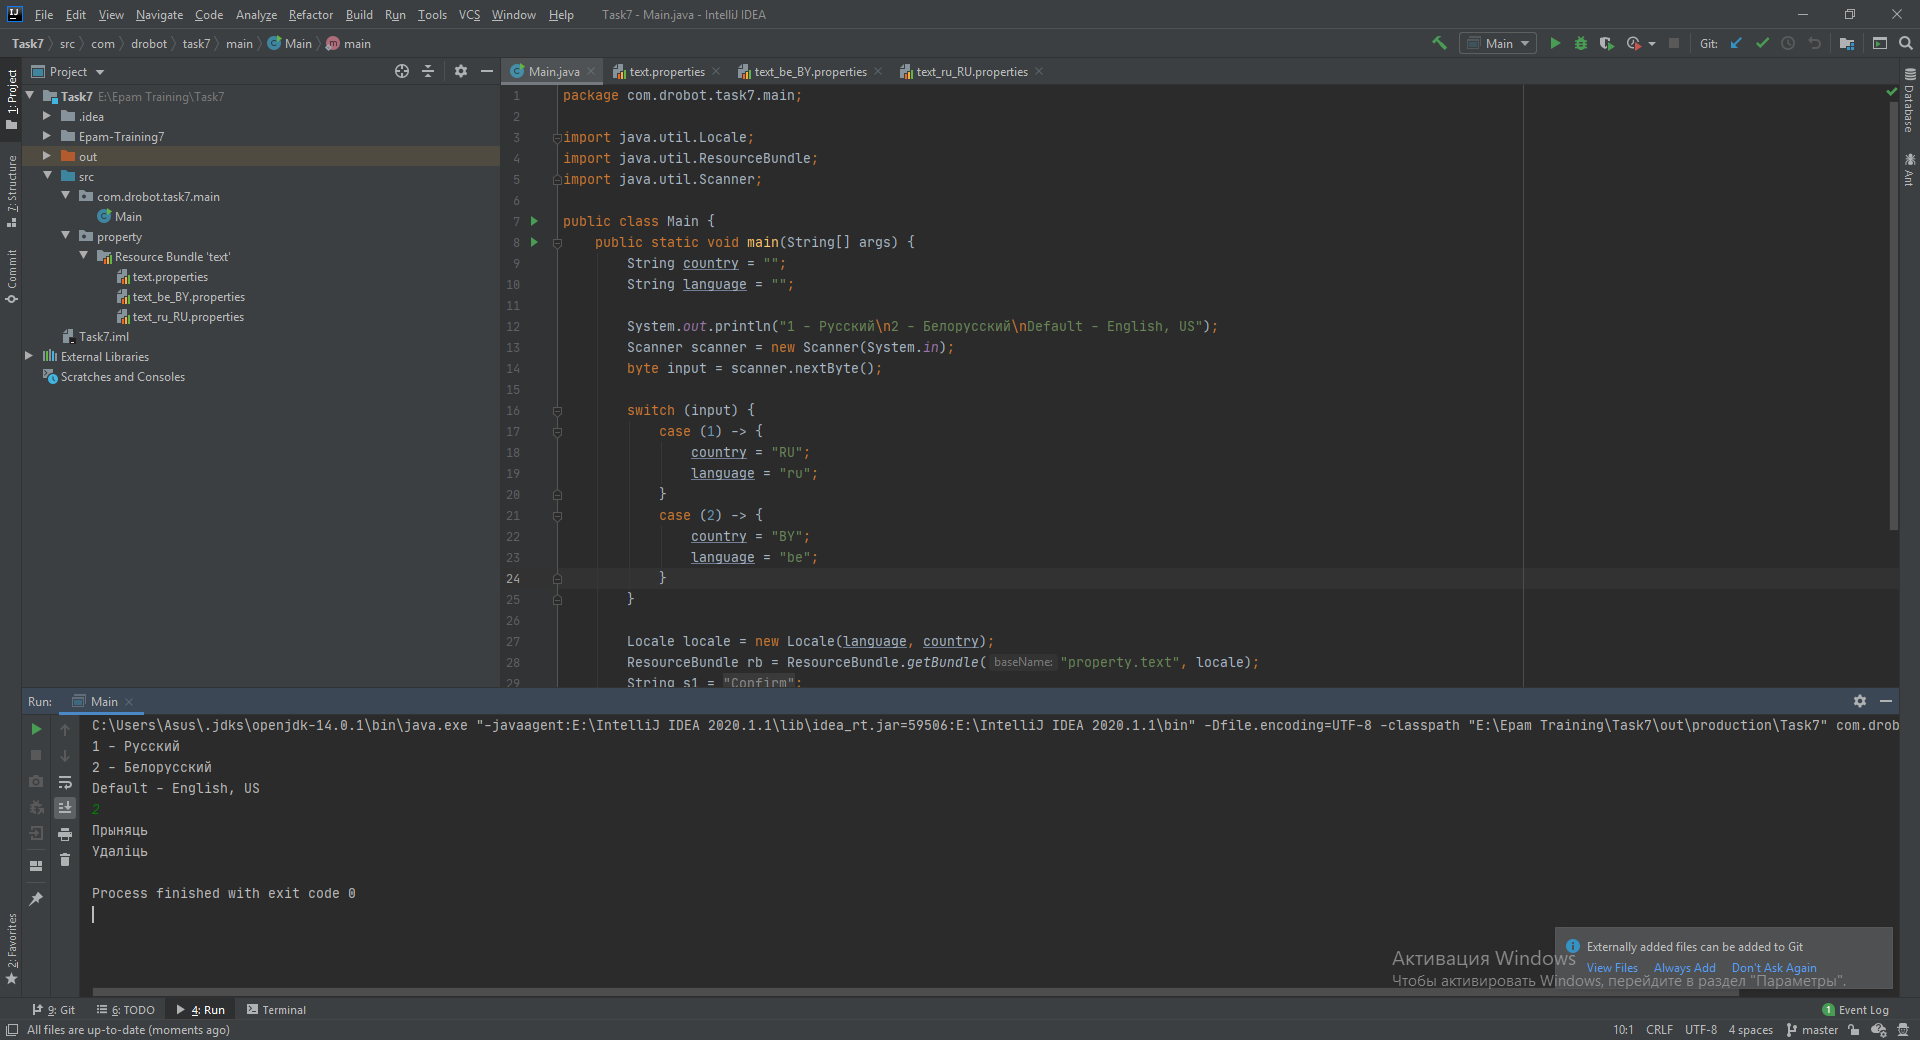 File Edit View Navigate Code Analyze Refactor Build Run Tools VCS Window Help Task7 - Main.java - IntelliJ IDEA
Task7 src com drobot task7 main Main main
Main Git:
Project
Main.java text.properties text_be_BY.properties text_ru_RU.properties
1: Project
7: Structure
Commit
2: Favorites
Task7 E:\Epam Training\Task7
.idea
Epam-Training7
out
src
com.drobot.task7.main
Main
property
Resource Bundle 'text'
text.properties
text_be_BY.properties
text_ru_RU.properties
Task7.iml
External Libraries
Scratches and Consoles
1 package com.drobot.task7.main;
2
3 import java.util.Locale;
4 import java.util.ResourceBundle;
5 import java.util.Scanner;
6
7 public class Main {
8 public static void main(String[] args) {
9 String country = "";
10 String language = "";
11
12 System.out.println("1 - Русский\n2 - Белорусский\nDefault - English, US");
13 Scanner scanner = new Scanner(System.in);
14 byte input = scanner.nextByte();
15
16 switch (input) {
17 case (1) -> {
18 country = "RU";
19 language = "ru";
20 }
21 case (2) -> {
22 country = "BY";
23 language = "be";
24 }
25 }
26
27 Locale locale = new Locale(language, country);
28 ResourceBundle rb = ResourceBundle.getBundle( baseName: "property.text", locale);
29 String s1 = "Confirm";
Database
Ant
Run: Main
C:\Users\Asus\.jdks\openjdk-14.0.1\bin\java.exe "-javaagent:E:\IntelliJ IDEA 2020.1.1\lib\idea_rt.jar=59506:E:\IntelliJ IDEA 2020.1.1\bin" -Dfile.encoding=UTF-8 -classpath "E:\Epam Training\Task7\out\production\Task7" com.drob
1 - Русский
2 - Белорусский
Default - English, US
2
Прыняць
Удаліць
Process finished with exit code 0
Externally added files can be added to Git
View Files Always Add Don't Ask Again
Активация Windows
Чтобы активировать Windows, перейдите в раздел "Параметры".
9: Git 6: TODO 4: Run Terminal 1 Event Log
All files are up-to-date (moments ago) 10:1 CRLF UTF-8 4 spaces master